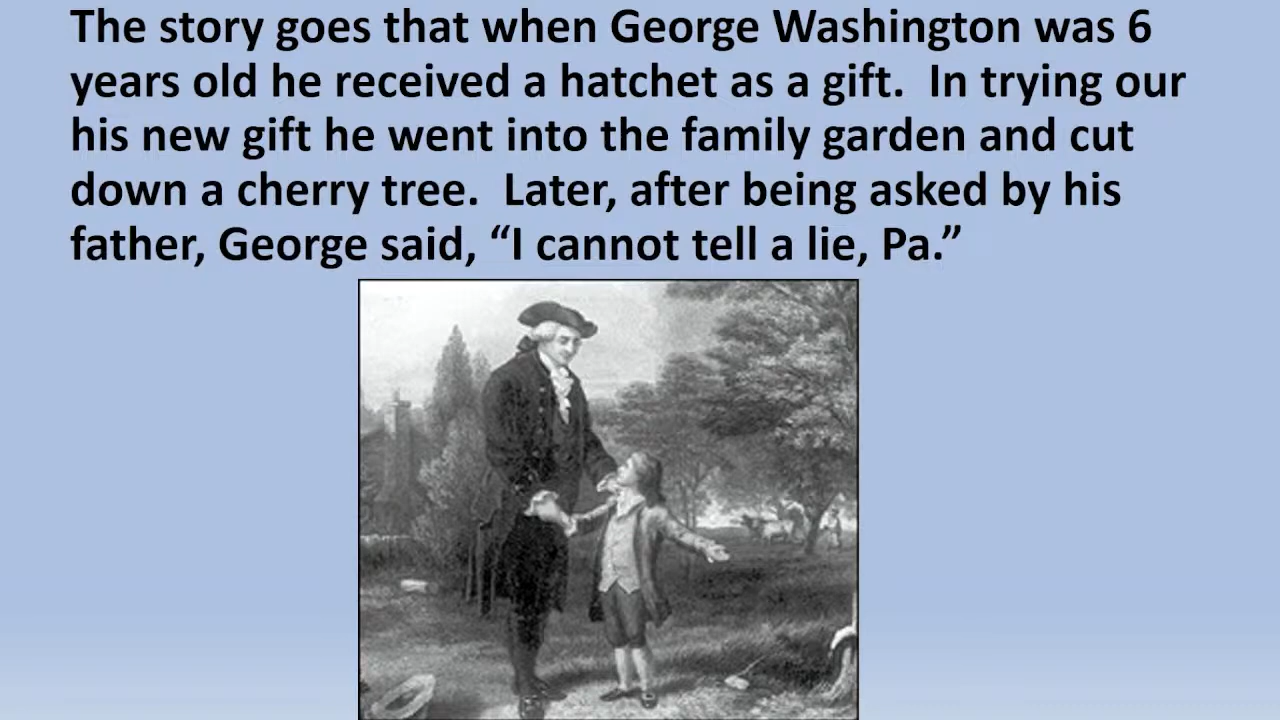 The story goes that when George Washington was 6
years old he received a hatchet as a gift.  In trying our
his new gift he went into the family garden and cut
down a cherry tree.  Later, after being asked by his
father, George said, “I cannot tell a lie, Pa.”